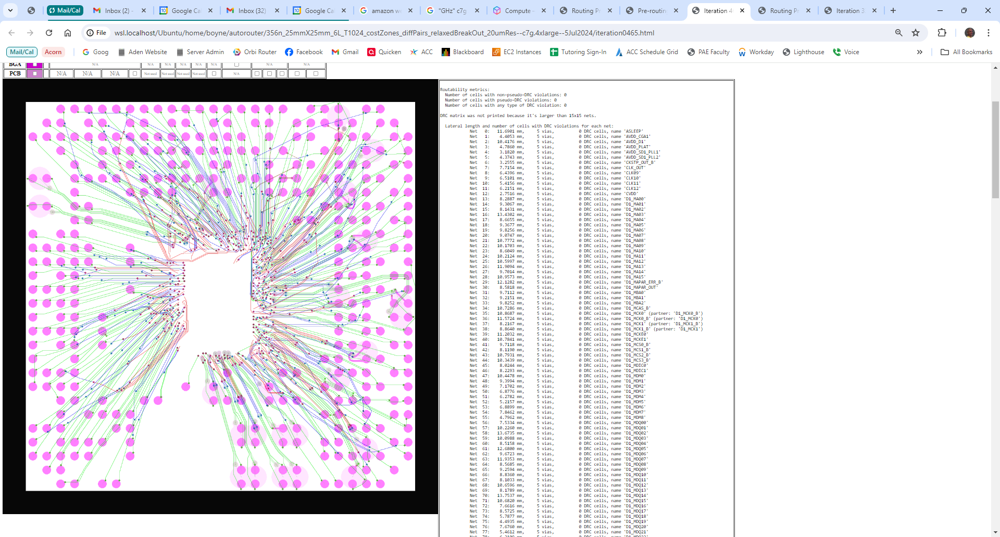 Mail/Cal
Inbox (2) -
Google Ca
Inbox (32)
Google Ca
amazon we
"GHz" c7g
Compute –
Routing P
Pre-routin
Iteration 4
Routing P
Iteration 3
File
wsl.localhost/Ubuntu/home/boyne/autorouter/356n_25mmX25mm_6L_T1024_costZones_diffPairs_relaxedBreakOut_20umRes--c7g.4xlarge--5Jul2024/iteration0465.html
Mail/Cal Acorn Goog Aden Website Server Admin Orbi Router Facebook Gmail Quicken ACC Blackboard EC2 Instances Tutoring Sign-In ACC Schedule Grid PAE Faculty Workday Lighthouse Voice » All Bookmarks
BGA N/A N/A N/A N/A N/A N/A N/A N/A
PCB N/A N/A N/A Not used Not used Not used Not used N/A
Routability metrics:
Number of cells with non-pseudo-DRC violations: 0
Number of cells with pseudo-DRC violations: 0
Number of cells with any type of DRC violation: 0
DRC matrix was not printed because it's larger than 15x15 nets.
Lateral length and number of cells with DRC violations for each net:
Net 0: 11.6901 mm, 5 vias, 0 DRC cells, name 'ASLEEP'
Net 1: 4.4053 mm, 5 vias, 0 DRC cells, name 'AVDD_CGA1'
Net 2: 10.4176 mm, 5 vias, 0 DRC cells, name 'AVDD_D1'
Net 3: 4.7860 mm, 5 vias, 0 DRC cells, name 'AVDD_PLAT'
Net 4: 3.1820 mm, 5 vias, 0 DRC cells, name 'AVDD_SD1_PLL1'
Net 5: 4.3743 mm, 5 vias, 0 DRC cells, name 'AVDD_SD1_PLL2'
Net 6: 3.2555 mm, 5 vias, 0 DRC cells, name 'CKSTP_OUT_B'
Net 7: 7.7154 mm, 5 vias, 0 DRC cells, name 'CLK_OUT'
Net 8: 6.4396 mm, 5 vias, 0 DRC cells, name 'CLK09'
Net 9: 6.5101 mm, 5 vias, 0 DRC cells, name 'CLK10'
Net 10: 5.4156 mm, 5 vias, 0 DRC cells, name 'CLK11'
Net 11: 6.2151 mm, 5 vias, 0 DRC cells, name 'CLK12'
Net 12: 2.7516 mm, 5 vias, 0 DRC cells, name 'CVDD'
Net 13: 8.2887 mm, 5 vias, 0 DRC cells, name 'D1_MA00'
Net 14: 9.3067 mm, 5 vias, 0 DRC cells, name 'D1_MA01'
Net 15: 8.1431 mm, 5 vias, 0 DRC cells, name 'D1_MA02'
Net 16: 13.4302 mm, 5 vias, 0 DRC cells, name 'D1_MA03'
Net 17: 8.6655 mm, 5 vias, 0 DRC cells, name 'D1_MA04'
Net 18: 9.3677 mm, 5 vias, 0 DRC cells, name 'D1_MA05'
Net 19: 9.8256 mm, 5 vias, 0 DRC cells, name 'D1_MA06'
Net 20: 9.0747 mm, 5 vias, 0 DRC cells, name 'D1_MA07'
Net 21: 10.7772 mm, 5 vias, 0 DRC cells, name 'D1_MA08'
Net 22: 10.1703 mm, 5 vias, 0 DRC cells, name 'D1_MA09'
Net 23: 8.6049 mm, 5 vias, 0 DRC cells, name 'D1_MA10'
Net 24: 10.2124 mm, 5 vias, 0 DRC cells, name 'D1_MA11'
Net 25: 10.5997 mm, 5 vias, 0 DRC cells, name 'D1_MA12'
Net 26: 11.9094 mm, 5 vias, 0 DRC cells, name 'D1_MA13'
Net 27: 9.7014 mm, 5 vias, 0 DRC cells, name 'D1_MA14'
Net 28: 10.9573 mm, 5 vias, 0 DRC cells, name 'D1_MA15'
Net 29: 12.1282 mm, 5 vias, 0 DRC cells, name 'D1_MAPAR_ERR_B'
Net 30: 8.5818 mm, 5 vias, 0 DRC cells, name 'D1_MAPAR_OUT'
Net 31: 9.7112 mm, 5 vias, 0 DRC cells, name 'D1_MBA0'
Net 32: 9.2151 mm, 5 vias, 0 DRC cells, name 'D1_MBA1'
Net 33: 9.8252 mm, 5 vias, 0 DRC cells, name 'D1_MBA2'
Net 34: 10.7286 mm, 5 vias, 0 DRC cells, name 'D1_MCAS_B'
Net 35: 10.8687 mm, 5 vias, 0 DRC cells, name 'D1_MCK0' (partner: 'D1_MCK0_B')
Net 36: 11.5724 mm, 5 vias, 0 DRC cells, name 'D1_MCK0_B' (partner: 'D1_MCK0')
Net 37: 8.2167 mm, 5 vias, 0 DRC cells, name 'D1_MCK1' (partner: 'D1_MCK1_B')
Net 38: 8.8640 mm, 5 vias, 0 DRC cells, name 'D1_MCK1_B' (partner: 'D1_MCK1')
Net 39: 11.2032 mm, 5 vias, 0 DRC cells, name 'D1_MCKE0'
Net 40: 10.7841 mm, 5 vias, 0 DRC cells, name 'D1_MCKE1'
Net 41: 9.7118 mm, 5 vias, 0 DRC cells, name 'D1_MCS0_B'
Net 42: 8.1190 mm, 5 vias, 0 DRC cells, name 'D1_MCS1_B'
Net 43: 10.7931 mm, 5 vias, 0 DRC cells, name 'D1_MCS2_B'
Net 44: 10.3439 mm, 5 vias, 0 DRC cells, name 'D1_MCS3_B'
Net 45: 8.0244 mm, 5 vias, 0 DRC cells, name 'D1_MDIC0'
Net 46: 8.2293 mm, 5 vias, 0 DRC cells, name 'D1_MDIC1'
Net 47: 10.4478 mm, 5 vias, 0 DRC cells, name 'D1_MDM0'
Net 48: 9.3994 mm, 5 vias, 0 DRC cells, name 'D1_MDM1'
Net 49: 7.1702 mm, 5 vias, 0 DRC cells, name 'D1_MDM2'
Net 50: 6.8776 mm, 5 vias, 0 DRC cells, name 'D1_MDM3'
Net 51: 6.2782 mm, 5 vias, 0 DRC cells, name 'D1_MDM4'
Net 52: 5.2157 mm, 5 vias, 0 DRC cells, name 'D1_MDM5'
Net 53: 6.8899 mm, 5 vias, 0 DRC cells, name 'D1_MDM6'
Net 54: 7.8462 mm, 5 vias, 0 DRC cells, name 'D1_MDM7'
Net 55: 4.7962 mm, 5 vias, 0 DRC cells, name 'D1_MDM8'
Net 56: 7.5334 mm, 5 vias, 0 DRC cells, name 'D1_MDQ00'
Net 57: 10.2260 mm, 5 vias, 0 DRC cells, name 'D1_MDQ01'
Net 58: 13.6735 mm, 5 vias, 0 DRC cells, name 'D1_MDQ02'
Net 59: 10.0988 mm, 5 vias, 0 DRC cells, name 'D1_MDQ03'
Net 60: 8.5158 mm, 5 vias, 0 DRC cells, name 'D1_MDQ04'
Net 61: 12.6800 mm, 5 vias, 0 DRC cells, name 'D1_MDQ05'
Net 62: 9.6723 mm, 5 vias, 0 DRC cells, name 'D1_MDQ06'
Net 63: 11.9353 mm, 5 vias, 0 DRC cells, name 'D1_MDQ07'
Net 64: 8.5685 mm, 5 vias, 0 DRC cells, name 'D1_MDQ08'
Net 65: 9.2594 mm, 5 vias, 0 DRC cells, name 'D1_MDQ09'
Net 66: 8.8360 mm, 5 vias, 0 DRC cells, name 'D1_MDQ10'
Net 67: 8.1033 mm, 5 vias, 0 DRC cells, name 'D1_MDQ11'
Net 68: 10.6596 mm, 5 vias, 0 DRC cells, name 'D1_MDQ12'
Net 69: 8.1789 mm, 5 vias, 0 DRC cells, name 'D1_MDQ13'
Net 70: 13.7537 mm, 5 vias, 0 DRC cells, name 'D1_MDQ14'
Net 71: 10.6820 mm, 5 vias, 0 DRC cells, name 'D1_MDQ15'
Net 72: 7.6616 mm, 5 vias, 0 DRC cells, name 'D1_MDQ16'
Net 73: 8.5725 mm, 5 vias, 0 DRC cells, name 'D1_MDQ17'
Net 74: 5.7877 mm, 5 vias, 0 DRC cells, name 'D1_MDQ18'
Net 75: 4.4935 mm, 5 vias, 0 DRC cells, name 'D1_MDQ19'
Net 76: 7.6760 mm, 5 vias, 0 DRC cells, name 'D1_MDQ20'
Net 77: 5.4612 mm, 5 vias, 0 DRC cells, name 'D1_MDQ21'